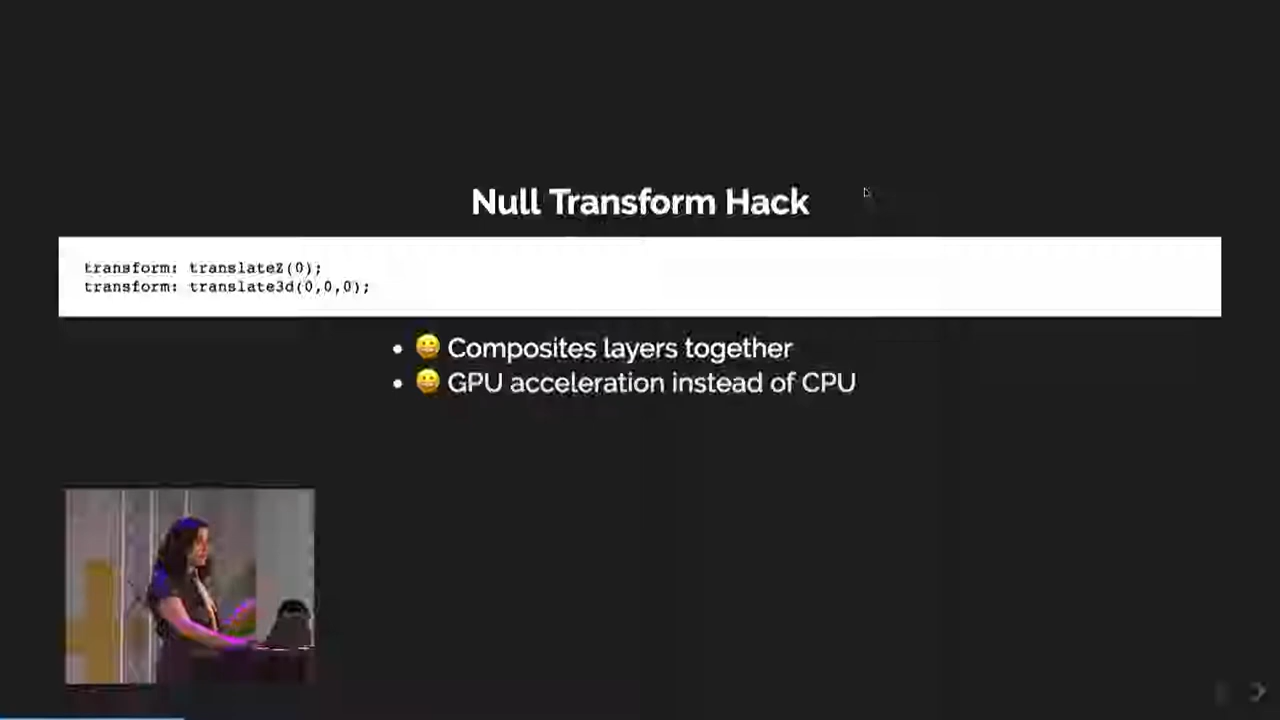 Null Transform Hack
transform: translateZ(0);
transform: translate3d(0,0,0);
• 😀 Composites layers together
• 😀 GPU acceleration instead of CPU